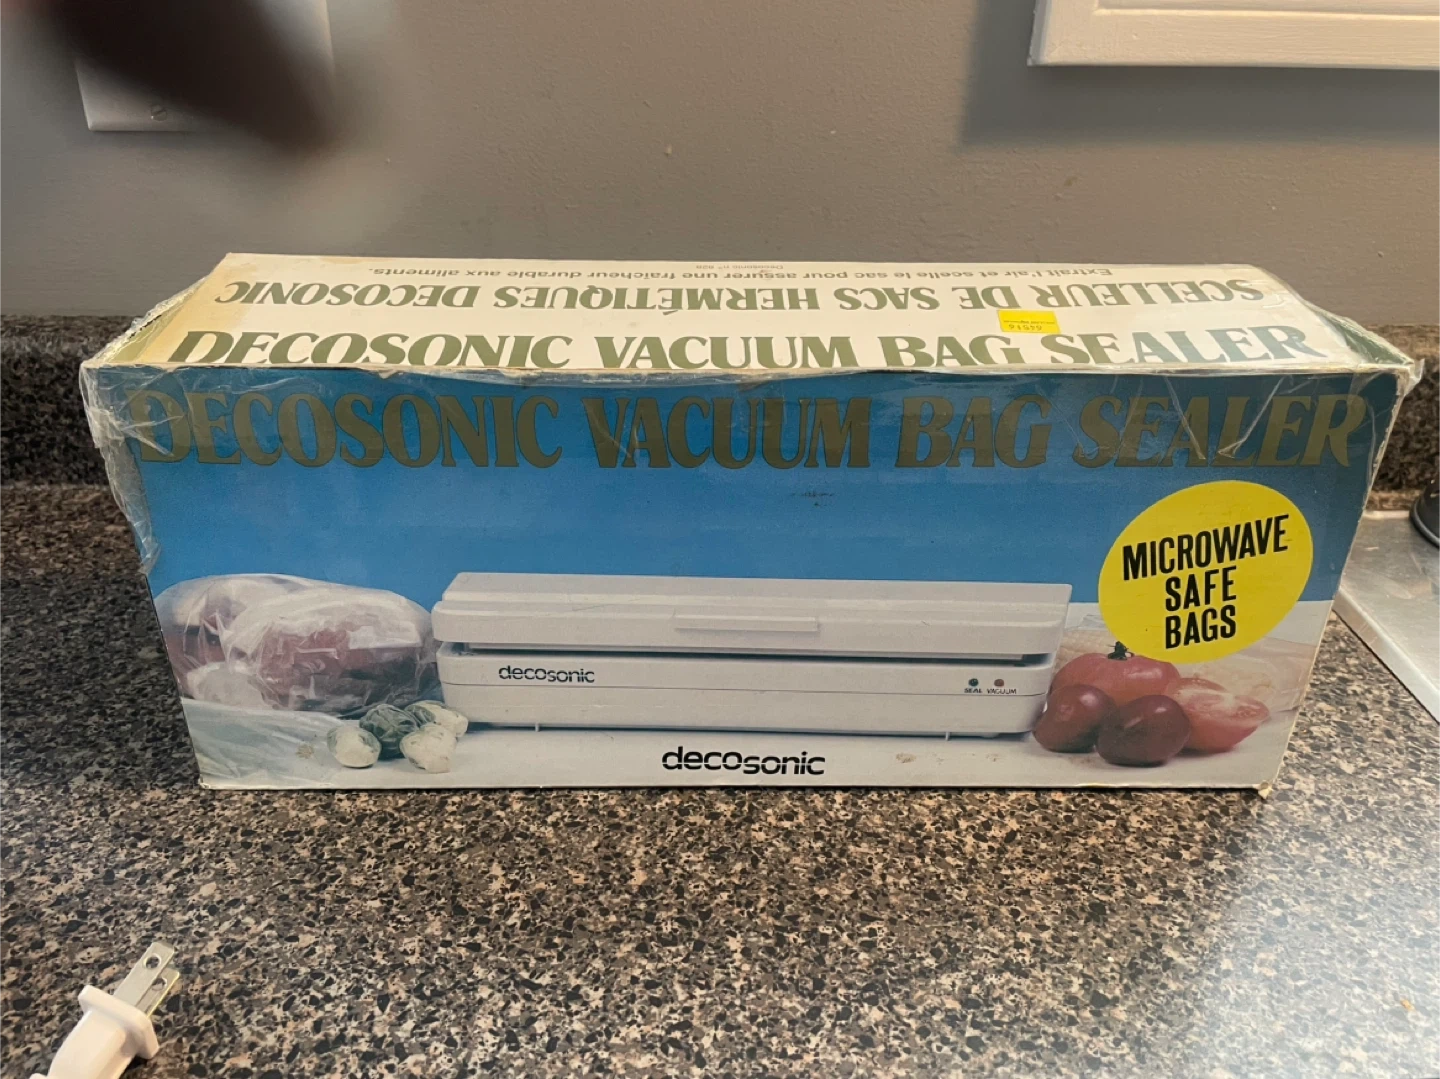 Extrait l'air et scelle le sac pour assurer une fraîcheur durable aux aliments.
SCELLEUR DE SACS HERMÉTIQUES DECOSONIC
DECOSONIC VACUUM BAG SEALER
DECOSONIC VACUUM BAG SEALER
MICROWAVE
SAFE
BAGS
decosonic
SEAL VACUUM
decosonic